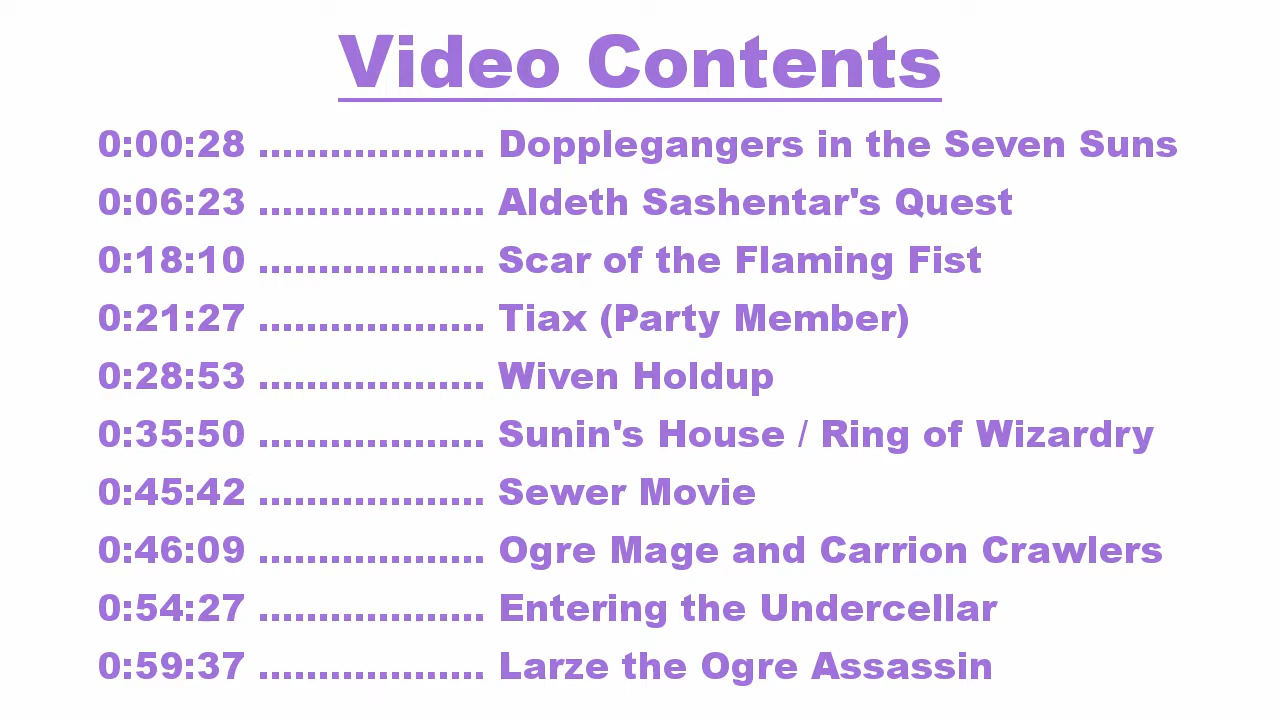 Video Contents
0:00:28 ................... Dopplegangers in the Seven Suns
0:06:23 ................... Aldeth Sashentar's Quest
0:18:10 ................... Scar of the Flaming Fist
0:21:27 ................... Tiax (Party Member)
0:28:53 ................... Wiven Holdup
0:35:50 ................... Sunin's House / Ring of Wizardry
0:45:42 ................... Sewer Movie
0:46:09 ................... Ogre Mage and Carrion Crawlers
0:54:27 ................... Entering the Undercellar
0:59:37 ................... Larze the Ogre Assassin